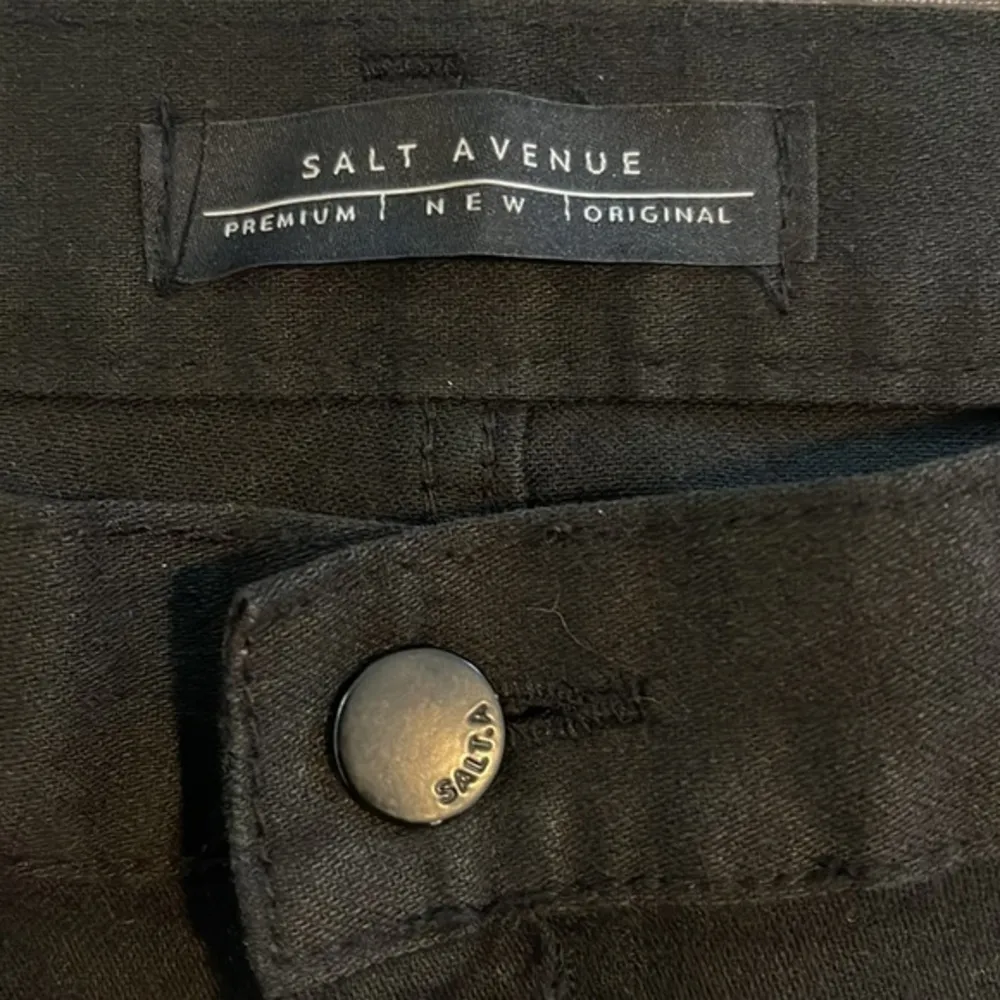 SALT AVENUE
PREMIUM | NEW | ORIGINAL
SALT.A